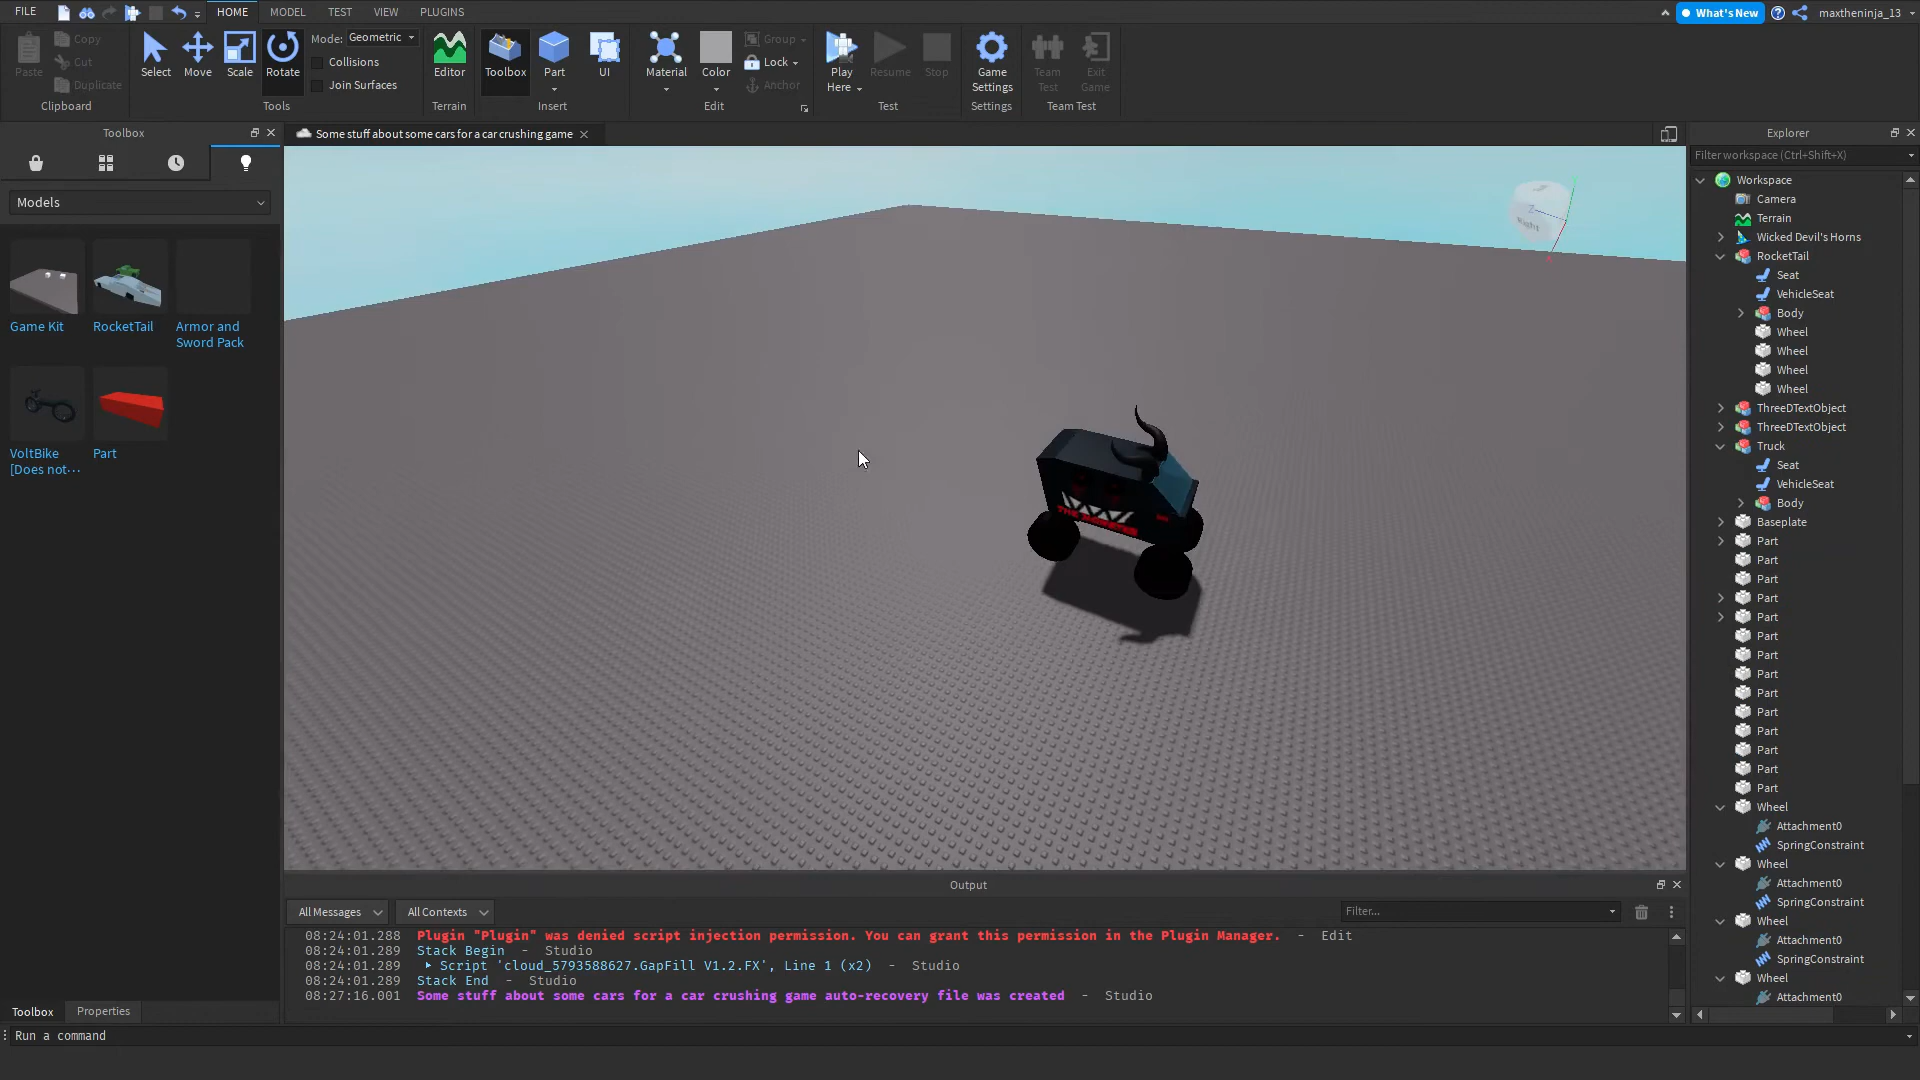 FILE
HOME
MODEL
TEST
VIEW
PLUGINS
What's New
maxtheninja_13
Paste
Copy
Cut
Duplicate
Clipboard
Select
Move
Scale
Rotate
Mode: Geometric
Collisions
Join Surfaces
Tools
Editor
Terrain
Toolbox
Part
UI
Insert
Material
Color
Group
Lock
Anchor
Edit
Play
Here
Resume
Stop
Test
Game
Settings
Settings
Team
Test
Exit
Game
Team Test
Toolbox
Models
Game Kit
RocketTail
Armor and
Sword Pack
VoltBike
[Does not...
Part
Some stuff about some cars for a car crushing game
Right
Z
THE MONSTER
Explorer
Filter workspace (Ctrl+Shift+X)
Workspace
Camera
Terrain
Wicked Devil's Horns
RocketTail
Seat
VehicleSeat
Body
Wheel
Wheel
Wheel
Wheel
ThreeDTextObject
ThreeDTextObject
Truck
Seat
VehicleSeat
Body
Baseplate
Part
Part
Part
Part
Part
Part
Part
Part
Part
Part
Part
Part
Part
Part
Wheel
Attachment0
SpringConstraint
Wheel
Attachment0
SpringConstraint
Wheel
Attachment0
SpringConstraint
Wheel
Attachment0
Output
All Messages
All Contexts
Filter...
08:24:01.288 Plugin "Plugin" was denied script injection permission. You can grant this permission in the Plugin Manager. - Edit
08:24:01.289 Stack Begin - Studio
08:24:01.289 Script 'cloud_5793588627.GapFill V1.2.FX', Line 1 (x2) - Studio
08:24:01.289 Stack End - Studio
08:27:16.001 Some stuff about some cars for a car crushing game auto-recovery file was created - Studio
Toolbox
Properties
Run a command